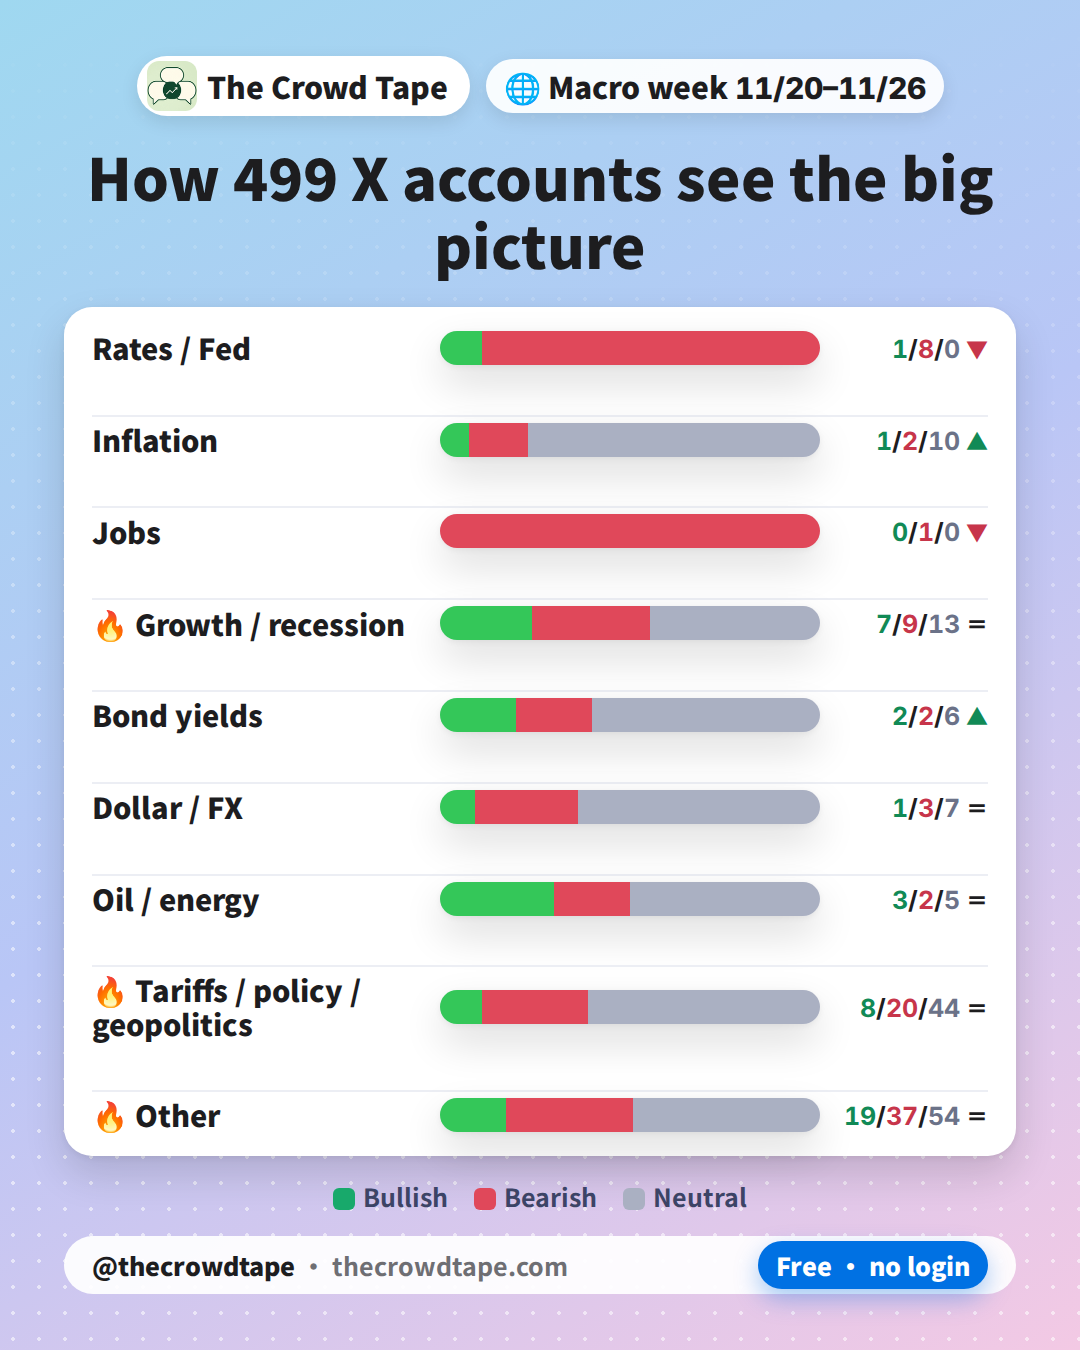 The Crowd Tape
🌐 Macro week 11/20–11/26
How 499 X accounts see the big
picture
Rates / Fed 1/8/0 ▼
Inflation 1/2/10 ▲
Jobs 0/1/0 ▼
🔥 Growth / recession 7/9/13 =
Bond yields 2/2/6 ▲
Dollar / FX 1/3/7 =
Oil / energy 3/2/5 =
🔥 Tariffs / policy /
geopolitics 8/20/44 =
🔥 Other 19/37/54 =
Bullish Bearish Neutral
@thecrowdtape • thecrowdtape.com Free • no login